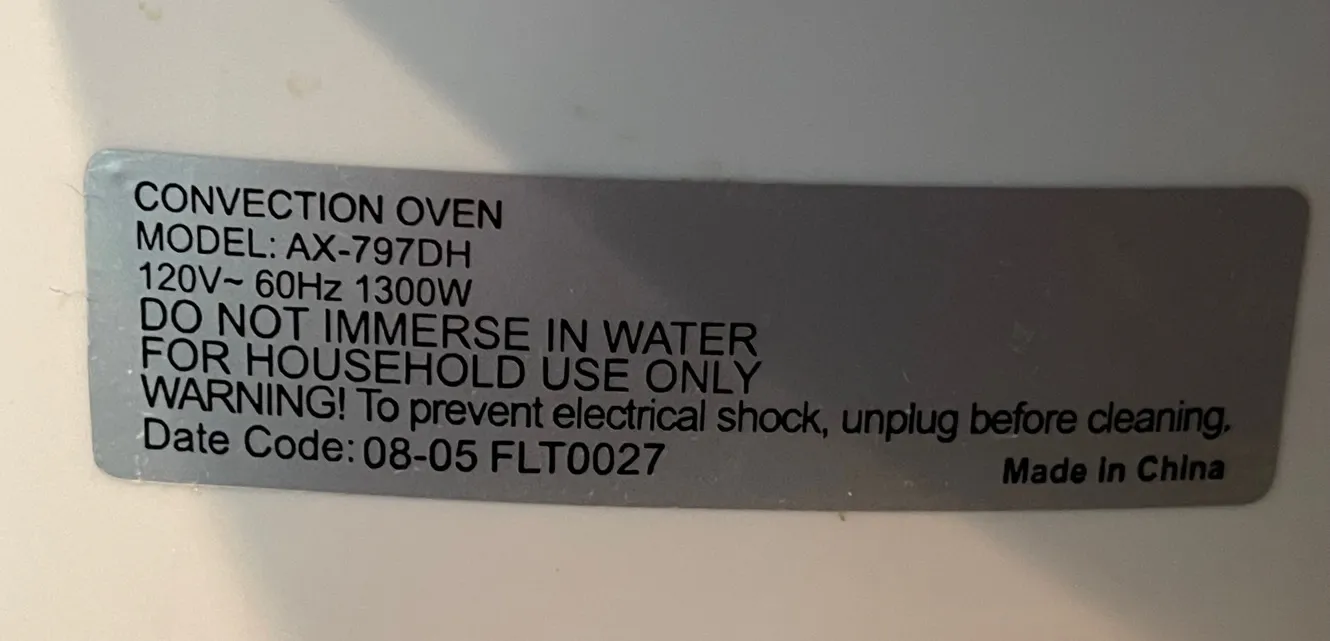 CONVECTION OVEN
MODEL: AX-797DH
120V~ 60Hz 1300W
DO NOT IMMERSE IN WATER
FOR HOUSEHOLD USE ONLY
WARNING! To prevent electrical shock, unplug before cleaning.
Date Code: 08-05 FLT0027
Made in China